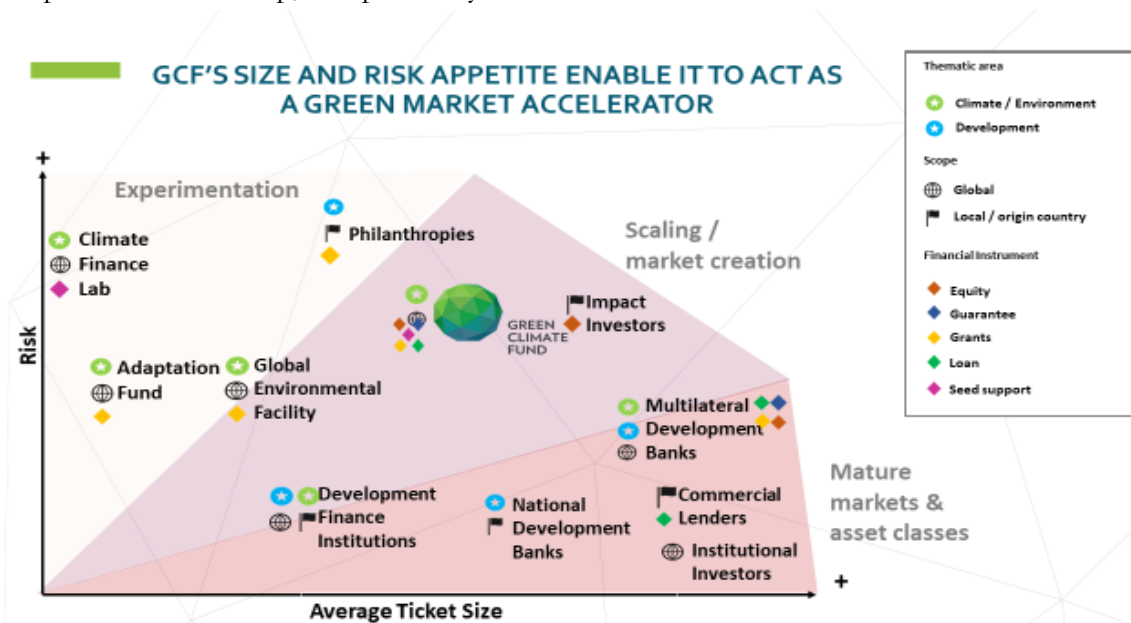 GCF'S SIZE AND RISK APPETITE ENABLE IT TO ACT AS
A GREEN MARKET ACCELERATOR
Thematic area
Climate / Environment
Development
Scope
Global
Local / origin country
Financial Instrument
Equity
Guarantee
Grants
Loan
Seed support
+
Risk
Experimentation
Climate
Finance
Lab
Philanthropies
Scaling /
market creation
GREEN
CLIMATE
FUND
Impact
Investors
Adaptation
Fund
Global
Environmental
Facility
Multilateral
Development
Banks
Development
Finance
Institutions
National
Development
Banks
Commercial
Lenders
Institutional
Investors
Mature
markets &
asset classes
+
Average Ticket Size